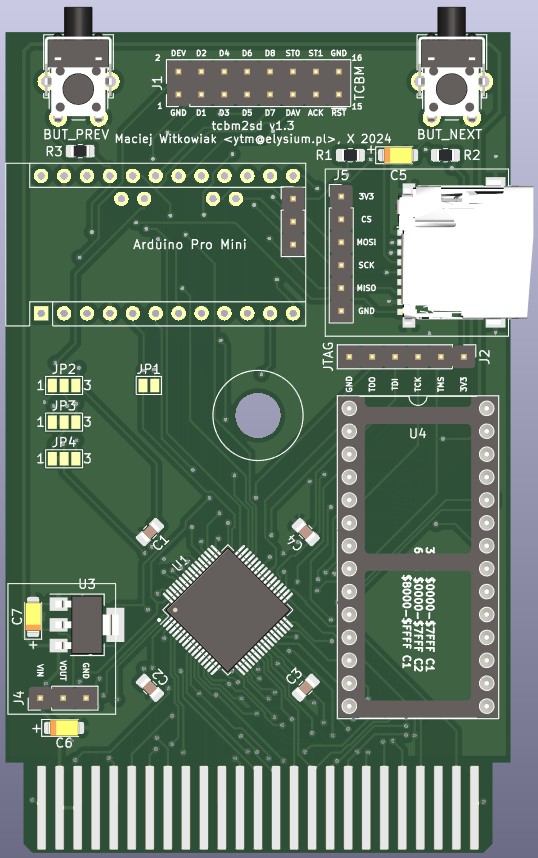 BUT_PREV
BUT_NEXT
DEV D2 D4 D6 D8 ST0 ST1 GND
2 16
J1 TCBM
1 15
GND D1 D3 D5 D7 DAV ACK RST
tcbm2sd v1.3
Maciej Witkowiak <ytm@elysium.pl>, X 2024
R3
R1 + R2
C5
J5
3V3
CS
MOSI
SCK
MISO
GND
Arduino Pro Mini
JTAG J2
GND TDO TDI TCK TMS 3V3
JP2 JP1
1 3
JP3
1 3
JP4
1 3
U4
C1 C4
U1
3
6
$0000-$7FFF C1
$0000-$7FFF C2
$8000-$FFFF C1
U3
C7
+
VIN VOUT GND
J4
C2 C3
+
C6